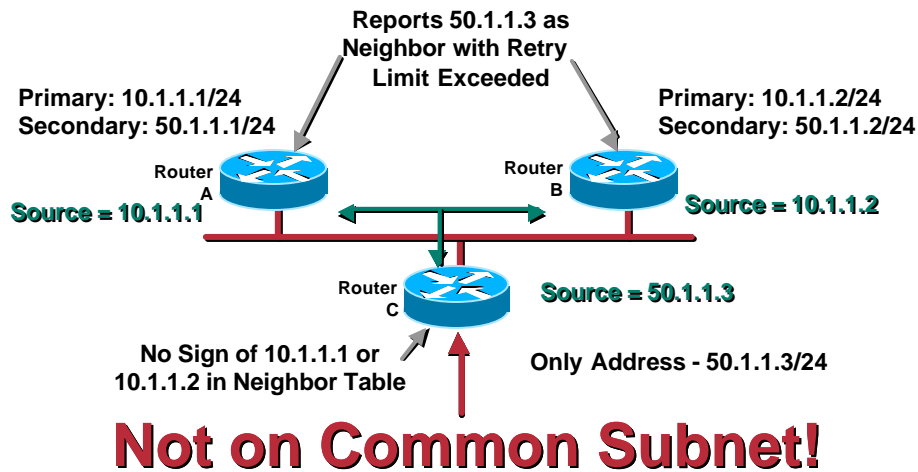 Reports 50.1.1.3 as
Neighbor with Retry
Limit Exceeded
Primary: 10.1.1.1/24
Secondary: 50.1.1.1/24
Primary: 10.1.1.2/24
Secondary: 50.1.1.2/24
Router
A
Router
B
Source = 10.1.1.1
Source = 10.1.1.2
Router
C
Source = 50.1.1.3
No Sign of 10.1.1.1 or
10.1.1.2 in Neighbor Table
Only Address - 50.1.1.3/24
Not on Common Subnet!